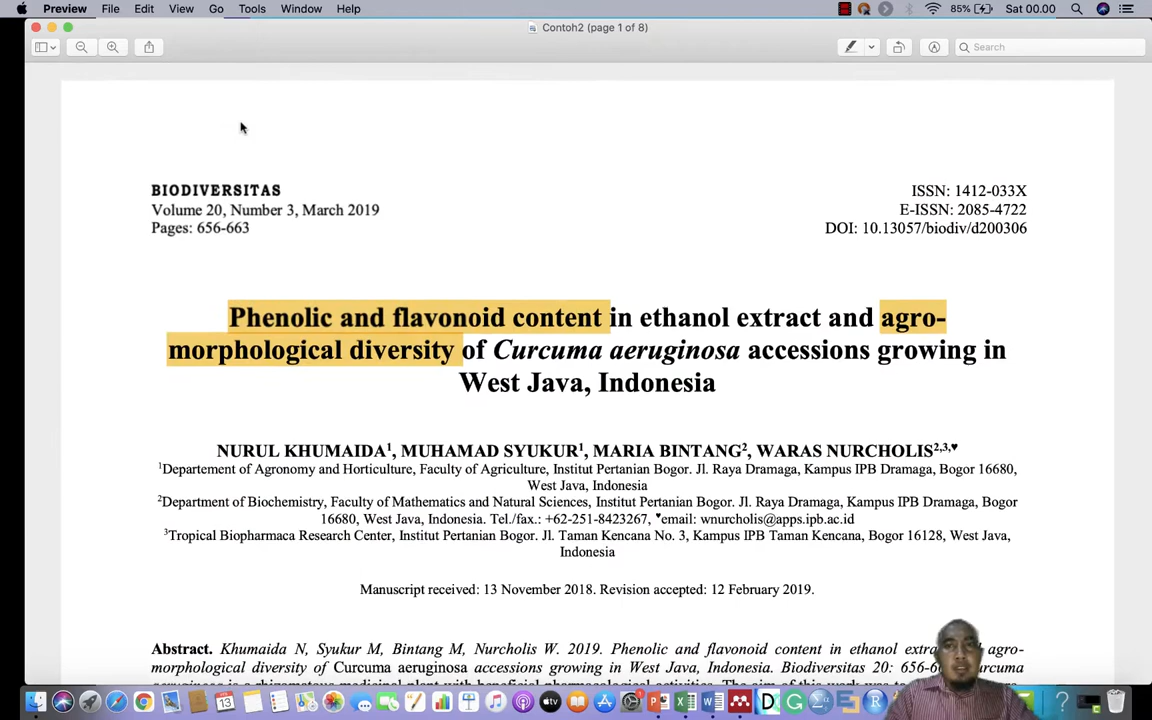 Preview File Edit View Go Tools Window Help 85% Sat 00.00
Contoh2 (page 1 of 8)
Search
BIODIVERSITAS ISSN: 1412-033X
Volume 20, Number 3, March 2019 E-ISSN: 2085-4722
Pages: 656-663 DOI: 10.13057/biodiv/d200306
Phenolic and flavonoid content in ethanol extract and agro-
morphological diversity of Curcuma aeruginosa accessions growing in
West Java, Indonesia
NURUL KHUMAIDA1, MUHAMAD SYUKUR1, MARIA BINTANG2, WARAS NURCHOLIS2,3,♥
1Departement of Agronomy and Horticulture, Faculty of Agriculture, Institut Pertanian Bogor. Jl. Raya Dramaga, Kampus IPB Dramaga, Bogor 16680,
West Java, Indonesia
2Department of Biochemistry, Faculty of Mathematics and Natural Sciences, Institut Pertanian Bogor. Jl. Raya Dramaga, Kampus IPB Dramaga, Bogor
16680, West Java, Indonesia. Tel./fax.: +62-251-8423267, ♥email: wnurcholis@apps.ipb.ac.id
3Tropical Biopharmaca Research Center, Institut Pertanian Bogor. Jl. Taman Kencana No. 3, Kampus IPB Taman Kencana, Bogor 16128, West Java,
Indonesia
Manuscript received: 13 November 2018. Revision accepted: 12 February 2019.
Abstract. Khumaida N, Syukur M, Bintang M, Nurcholis W. 2019. Phenolic and flavonoid content in ethanol agro-
morphological diversity of Curcuma aeruginosa accessions growing in West Java, Indonesia. Biodiversitas 20: